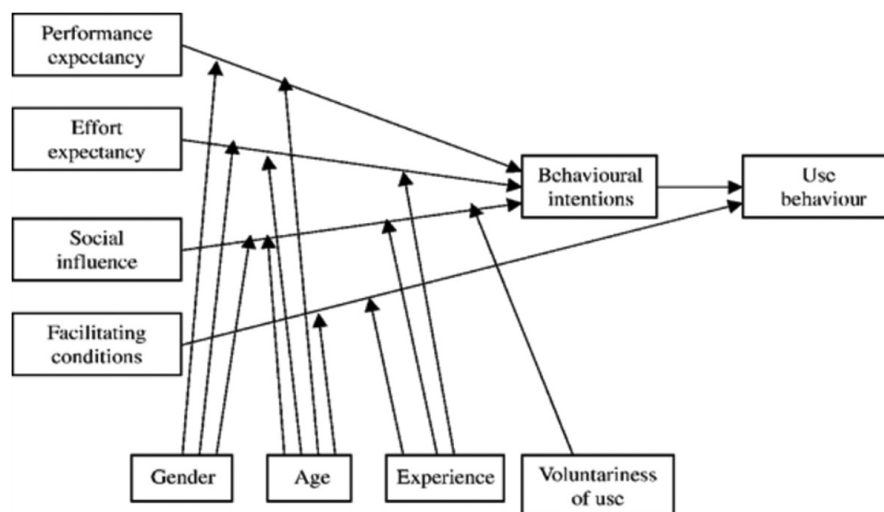 Performance
expectancy
Effort
expectancy
Social
influence
Facilitating
conditions
Behavioural
intentions
Use
behaviour
Gender
Age
Experience
Voluntariness
of use